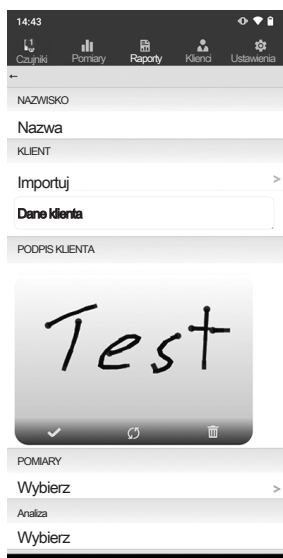 14:43
Czujniki Pomiary Raporty Klienci Ustawienia
←
NAZWISKO
Nazwa
KLIENT
Importuj >
Dane klienta
PODPIS KLIENTA
Test
POMIARY
Wybierz >
Analiza
Wybierz